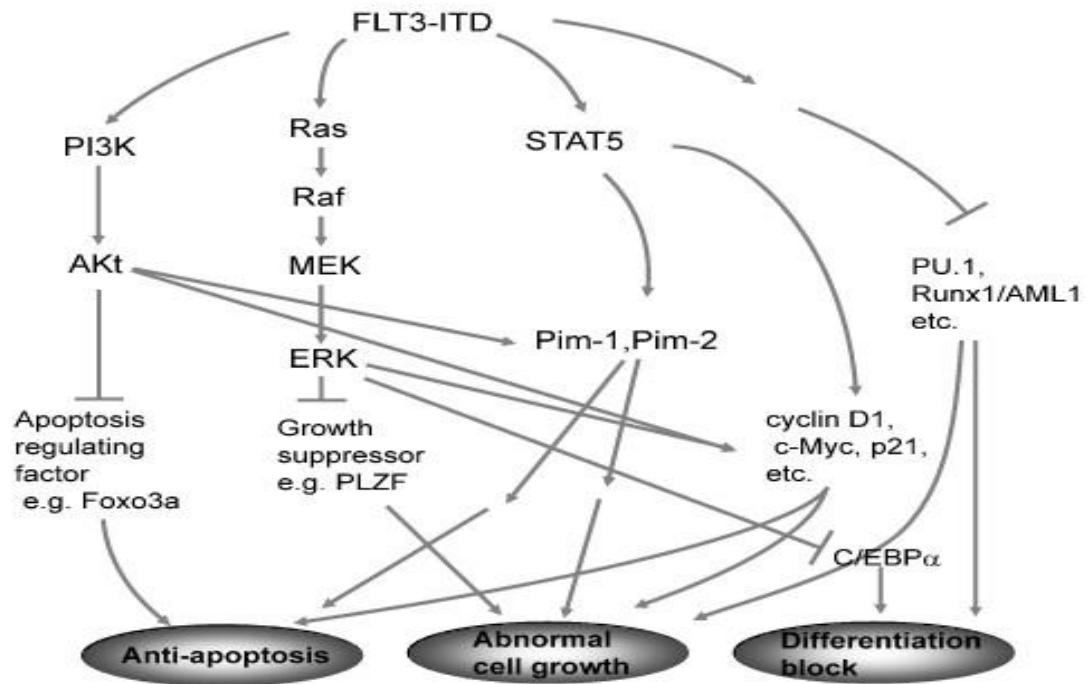 FLT3-ITD
PI3K
Ras
STAT5
Raf
AKt
MEK
PU.1,
Runx1/AML1
etc.
Pim-1,Pim-2
ERK
Apoptosis
regulating
factor
e.g. Foxo3a
Growth
suppressor
e.g. PLZF
cyclin D1,
c-Myc, p21,
etc.
C/EBPα
Anti-apoptosis
Abnormal
cell growth
Differentiation
block